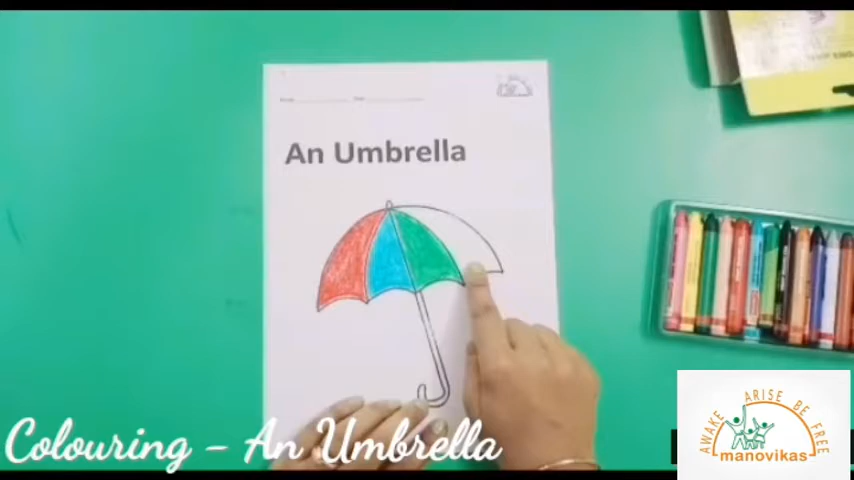 An Umbrella
Colouring - An Umbrella
AWAKE ARISE BE FREE
manovikas